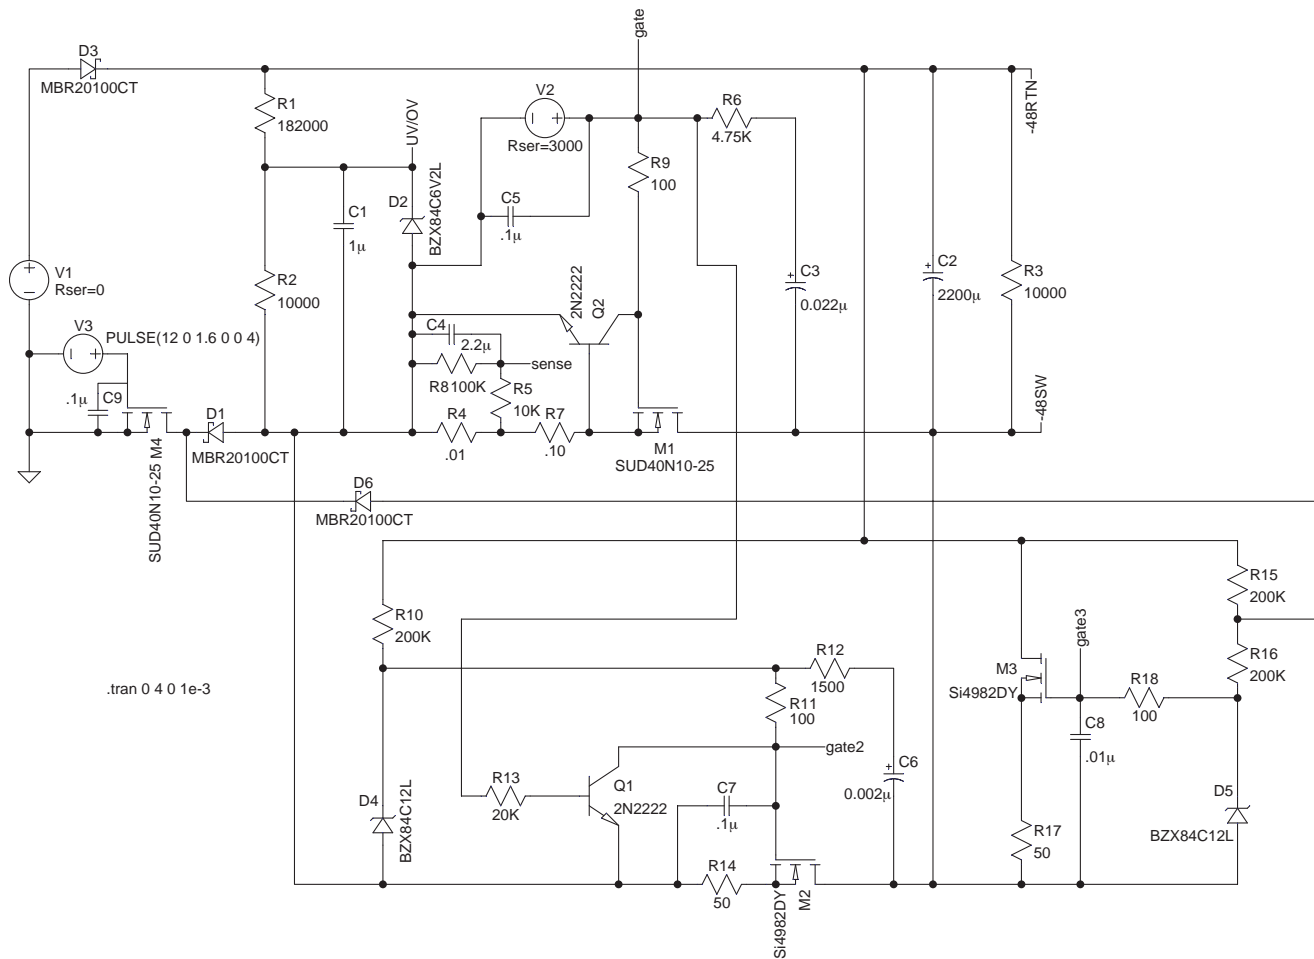 gate
D3
MBR20100CT
R1
182000
UV/OV
V2
Rser=3000
R6
4.75K
-48RTN
R9
100
D2
BZX84C6V2L
C1
1µ
C5
.1µ
V1
Rser=0
R2
10000
C3
0.022µ
C2
2200µ
R3
10000
2N2222
Q2
V3
PULSE(12 0 1.6 0 0 4)
C4
2.2µ
sense
R8
100K
R5
10K
.1µ
C9
D1
MBR20100CT
R4
.01
R7
.10
M1
SUD40N10-25
-48SW
SUD40N10-25
M4
D6
MBR20100CT
R10
200K
R15
200K
gate3
R12
1500
R16
200K
M3
Si4982DY
R18
100
.tran 0 4 0 1e-3
R11
100
gate2
C8
.01µ
C6
0.002µ
R13
20K
Q1
2N2222
C7
.1µ
D4
BZX84C12L
D5
BZX84C12L
R17
50
R14
50
Si4982DY
M2